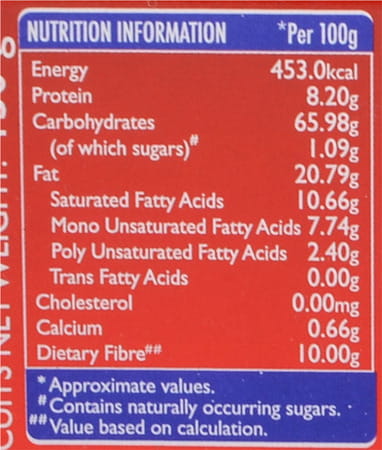 NUTRITION INFORMATION *Per 100g
Energy 453.0kcal
Protein 8.20g
Carbohydrates 65.98g
(of which sugars)# 1.09g
Fat 20.79g
Saturated Fatty Acids 10.66g
Mono Unsaturated Fatty Acids 7.74g
Poly Unsaturated Fatty Acids 2.40g
Trans Fatty Acids 0.00g
Cholesterol 0.00mg
Calcium 0.66g
Dietary Fibre## 10.00g
* Approximate values.
# Contains naturally occurring sugars.
## Value based on calculation.